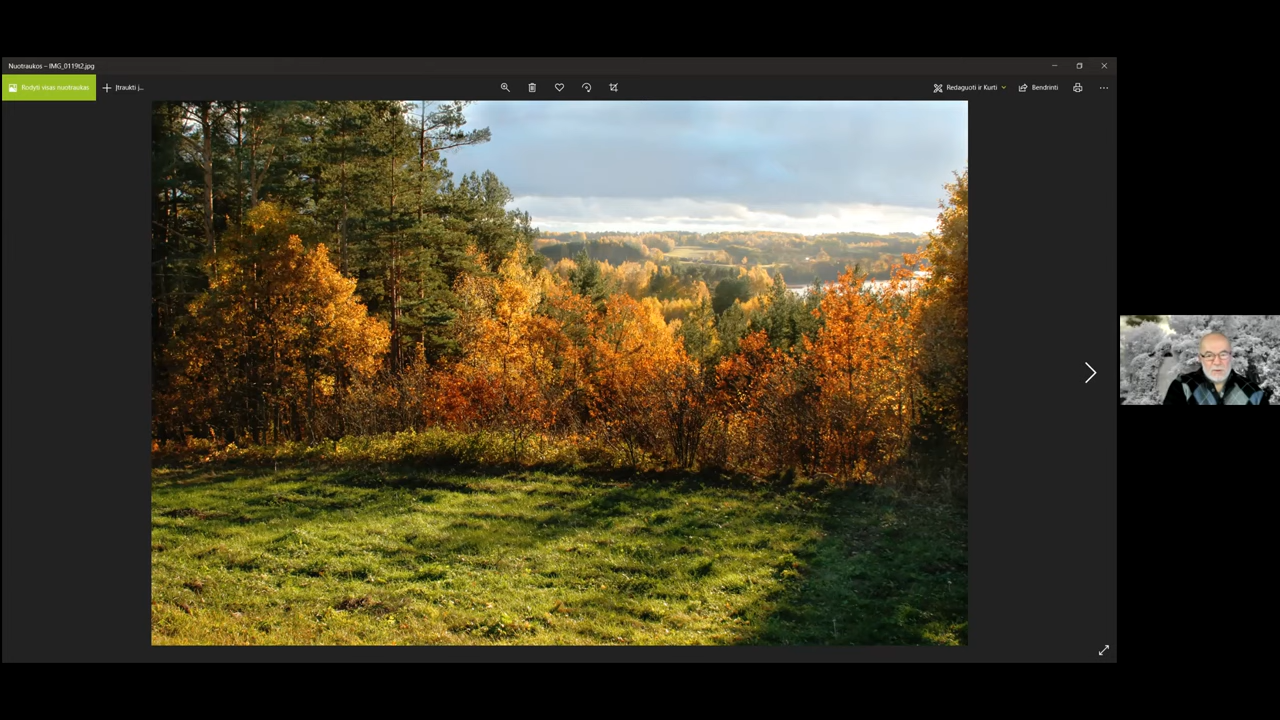 Nuotraukos – IMG_0119t2.jpg
Rodyti visas nuotraukas
Įtraukti į...
Redaguoti ir Kurti
Bendrinti